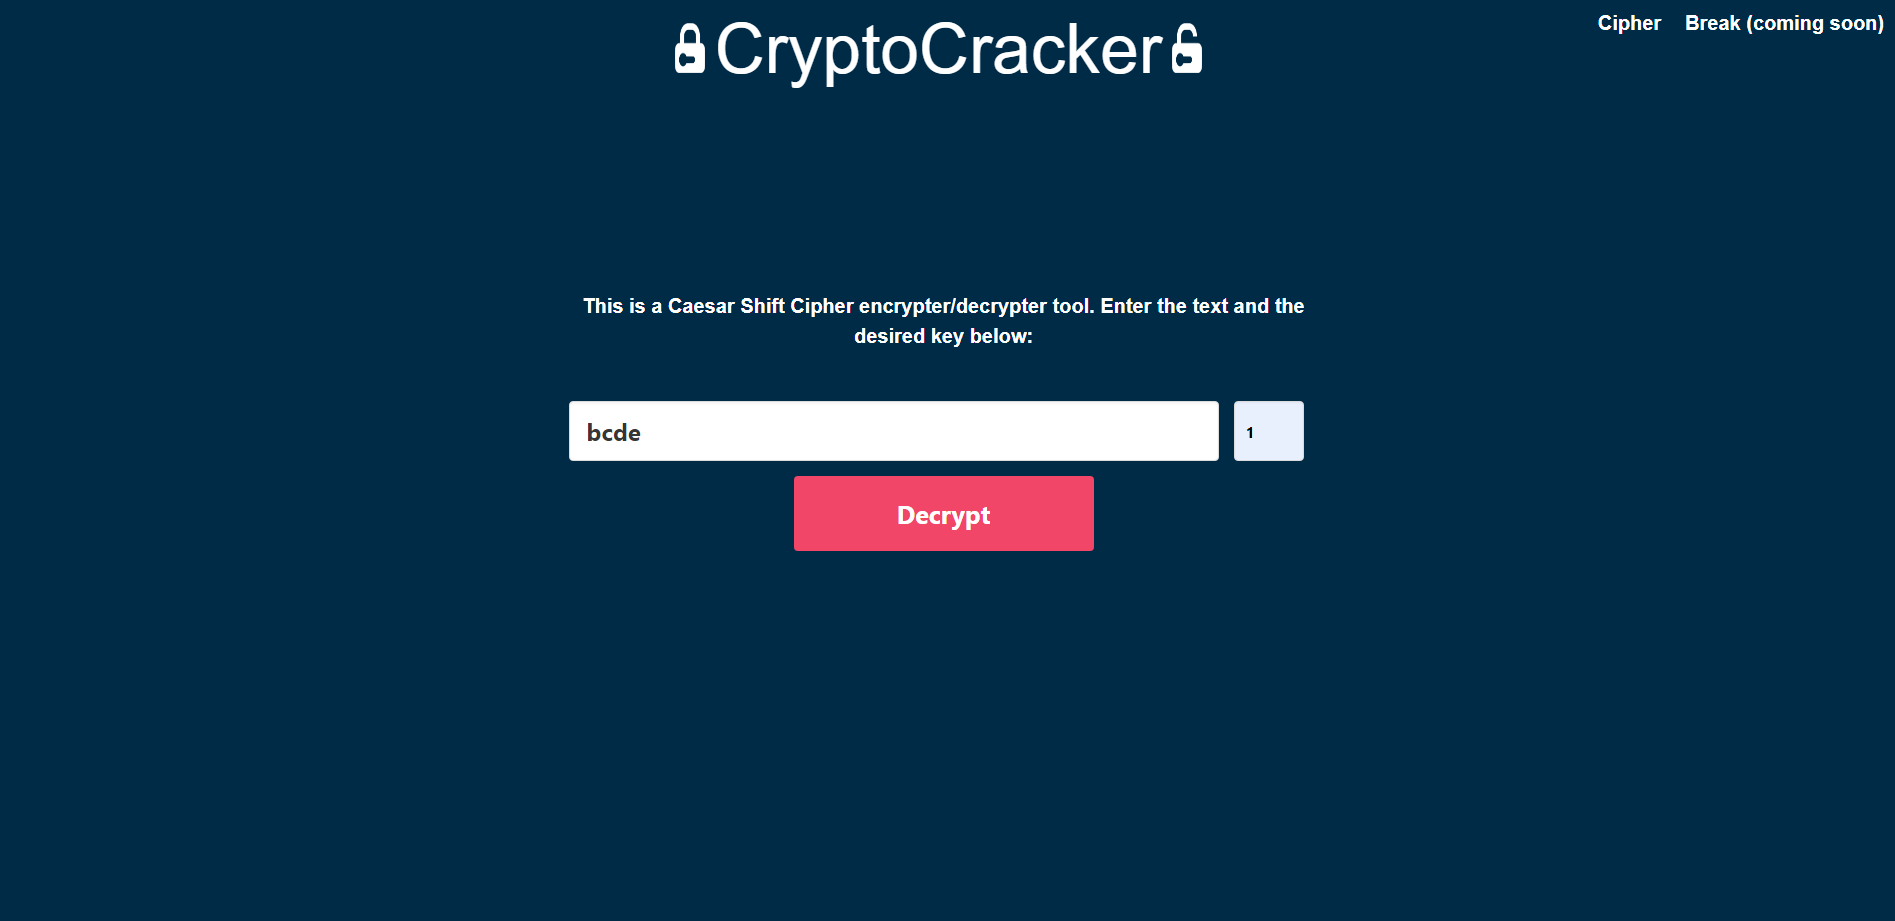 CryptoCracker
Cipher Break (coming soon)
This is a Caesar Shift Cipher encrypter/decrypter tool. Enter the text and the
desired key below:
bcde 1
Decrypt